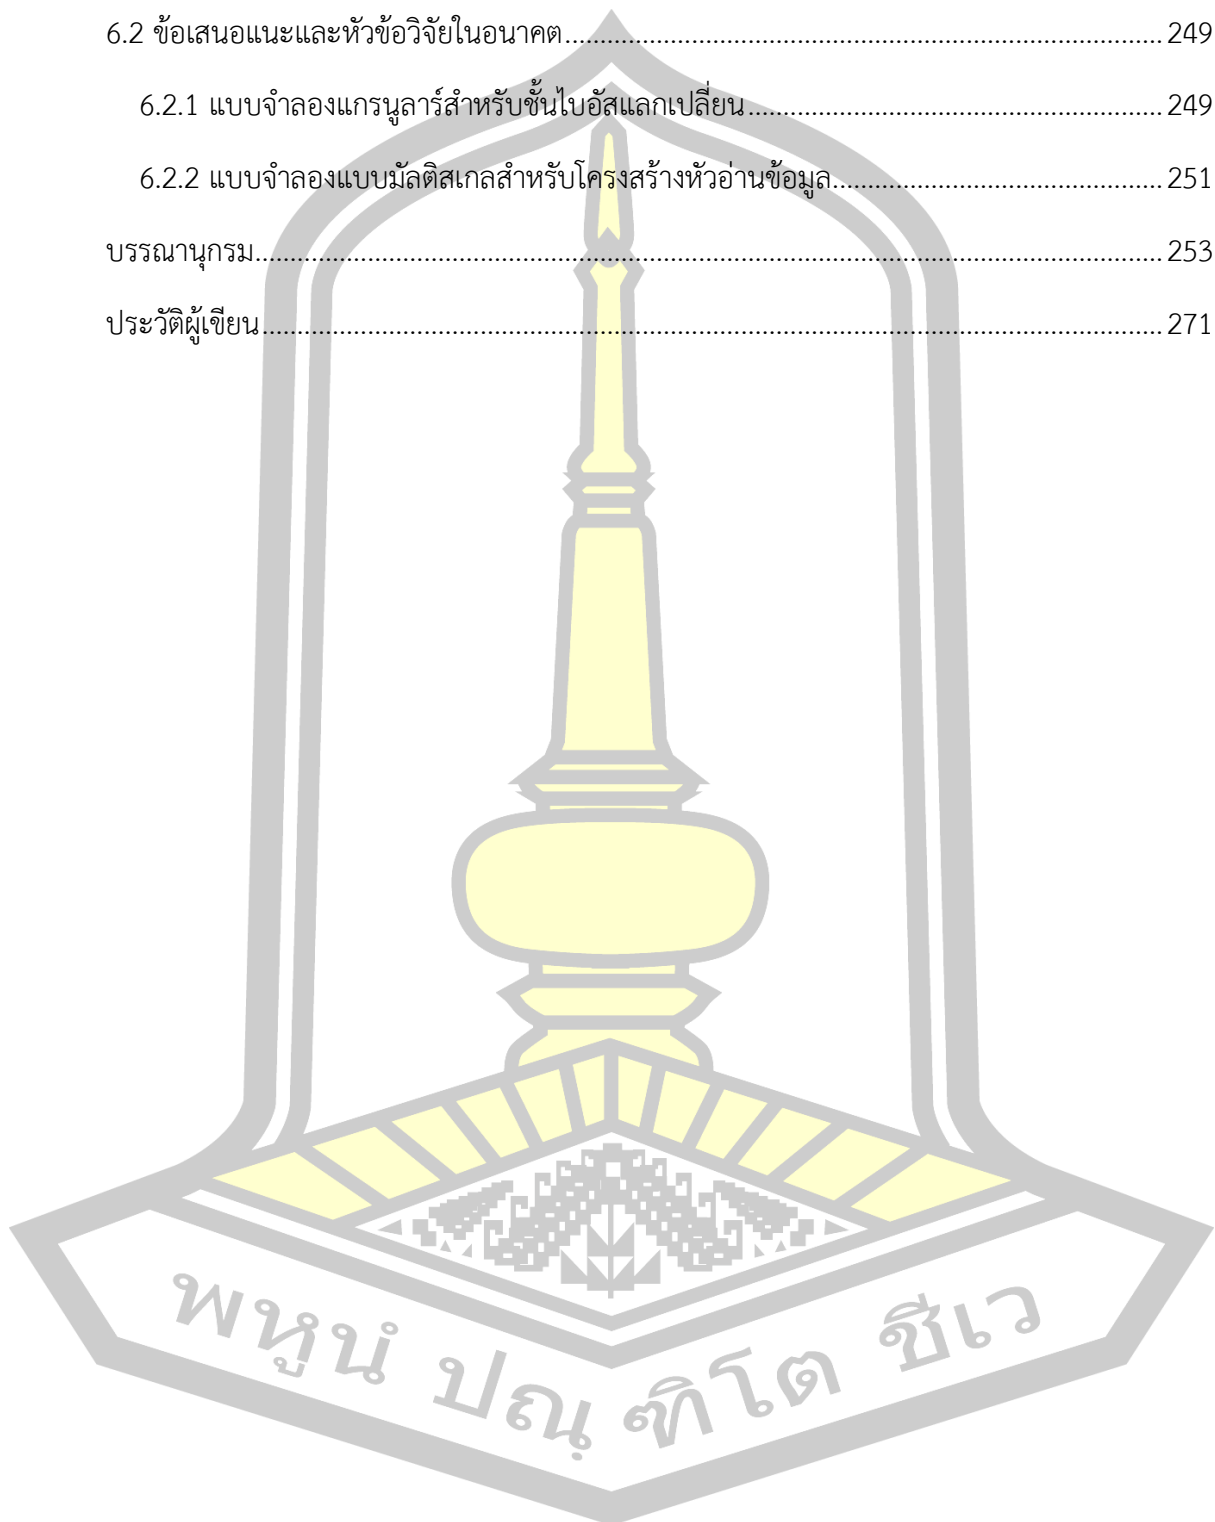 6.2 ข้อเสนอแนะและหัวข้อวิจัยในอนาคต 249
6.2.1 แบบจำลองแกรนูลาร์สำหรับชั้นไบอัสแลกเปลี่ยน 249
6.2.2 แบบจำลองแบบมัลติสเกลสำหรับโครงสร้างหัวอ่านข้อมูล 251
บรรณานุกรม 253
ประวัติผู้เขียน 271
พหูนํ ปณฺฑิโต ชีเว